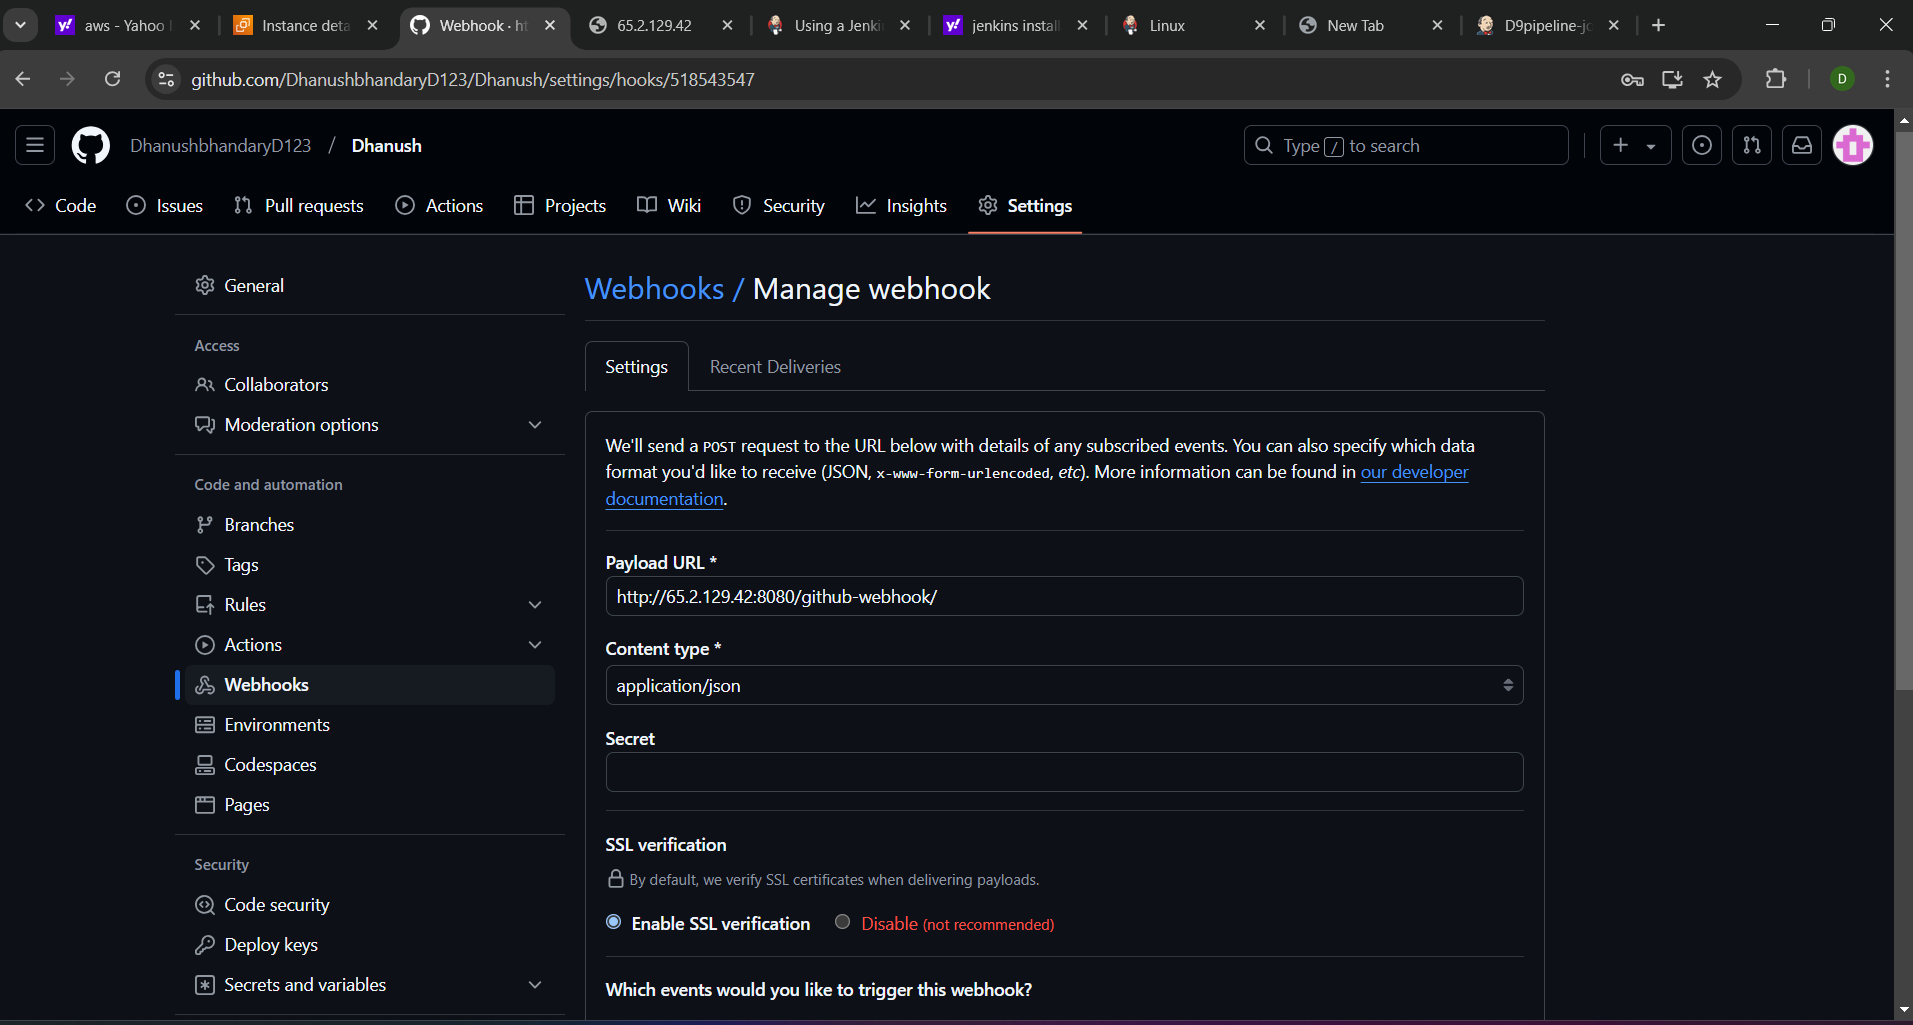 aws - Yahoo
Instance deta
Webhook · ht
65.2.129.42
Using a Jenki
jenkins install
Linux
New Tab
D9pipeline-jo
github.com/DhanushbhandaryD123/Dhanush/settings/hooks/518543547
D
DhanushbhandaryD123 / Dhanush
Type / to search
Code
Issues
Pull requests
Actions
Projects
Wiki
Security
Insights
Settings
General
Access
Collaborators
Moderation options
Code and automation
Branches
Tags
Rules
Actions
Webhooks
Environments
Codespaces
Pages
Security
Code security
Deploy keys
Secrets and variables
Webhooks / Manage webhook
Settings
Recent Deliveries
We'll send a POST request to the URL below with details of any subscribed events. You can also specify which data
format you'd like to receive (JSON, x-www-form-urlencoded, etc). More information can be found in our developer
documentation.
Payload URL *
http://65.2.129.42:8080/github-webhook/
Content type *
application/json
Secret
SSL verification
By default, we verify SSL certificates when delivering payloads.
Enable SSL verification
Disable (not recommended)
Which events would you like to trigger this webhook?